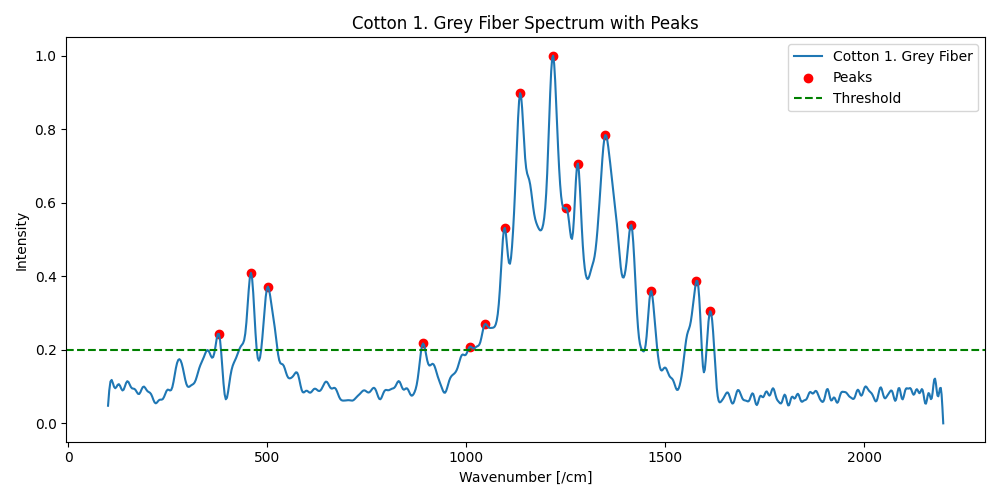 Cotton 1. Grey Fiber Spectrum with Peaks
Cotton 1. Grey Fiber
Peaks
Threshold
Intensity
1.0
0.8
0.6
0.4
0.2
0.0
0 500 1000 1500 2000
Wavenumber [/cm]